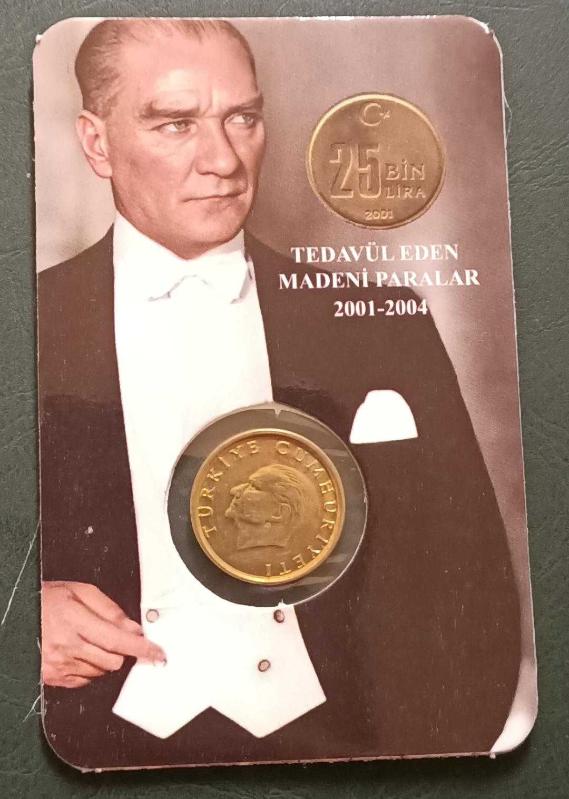 25 BİN
LİRA
2001
TEDAVÜL EDEN
MADENİ PARALAR
2001-2004
TÜRKİYE CUMHURİYETİ